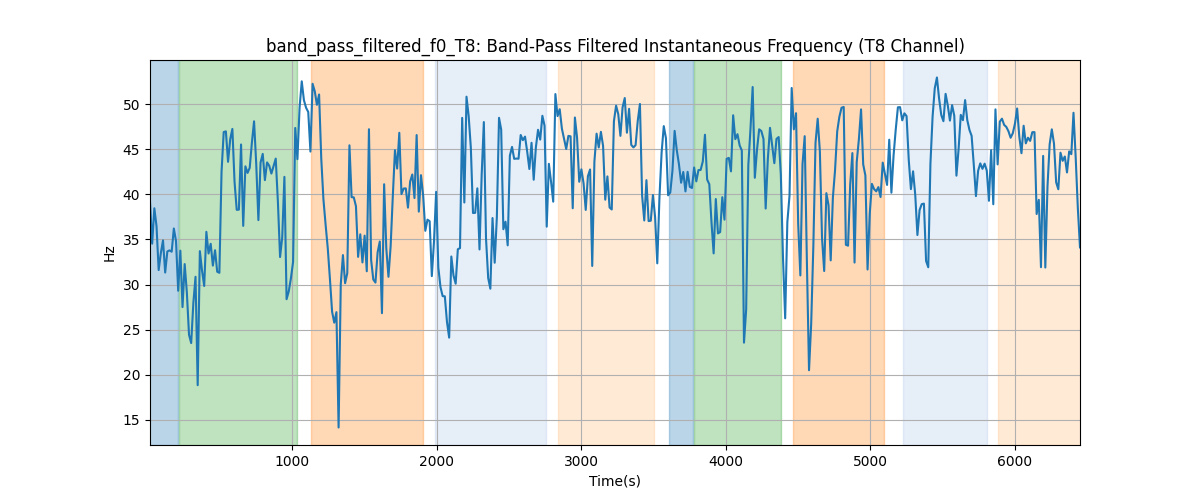 band_pass_filtered_f0_T8: Band-Pass Filtered Instantaneous Frequency (T8 Channel)
50
45
40
35
30
25
20
15
Hz
1000 2000 3000 4000 5000 6000
Time(s)